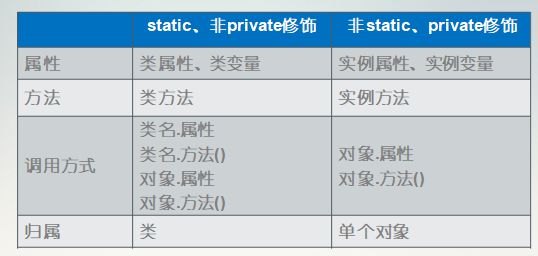 static、非private修饰 非static、private修饰
属性 类属性、类变量 实例属性、实例变量
方法 类方法 实例方法
调用方式
类名.属性
类名.方法()
对象.属性
对象.方法()
对象.属性
对象.方法()
归属 类 单个对象